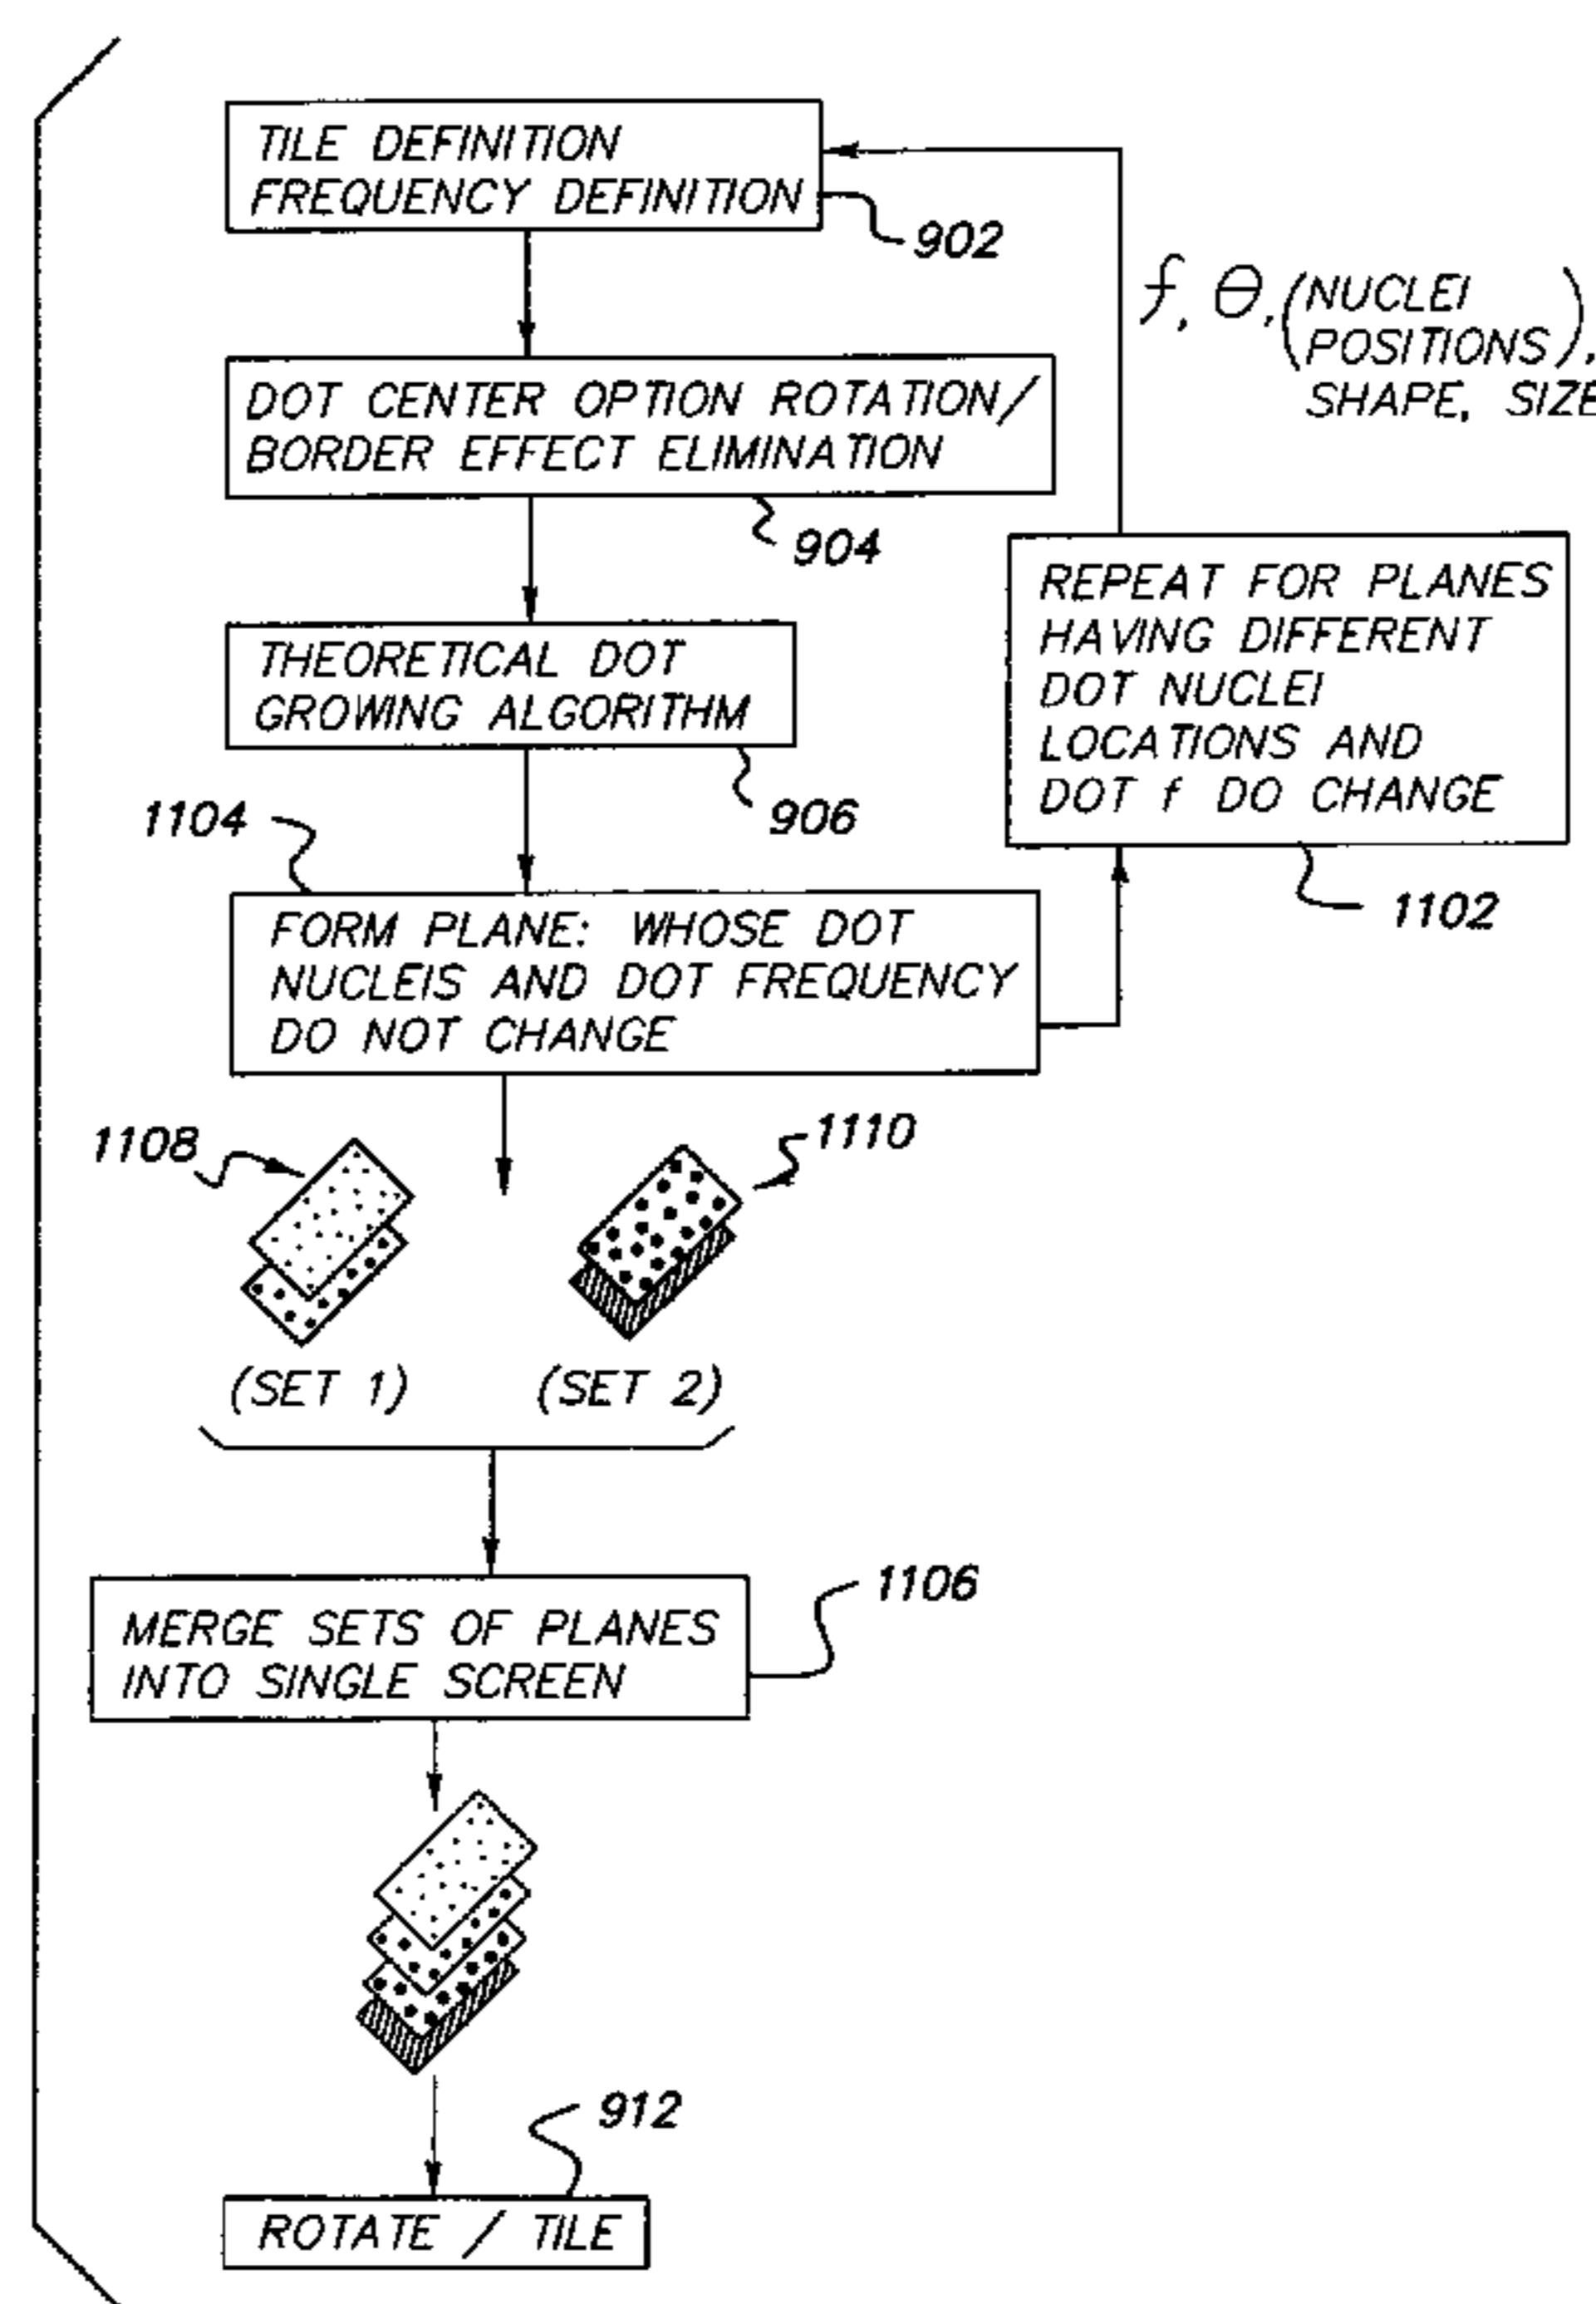 TILE DEFINITION
FREQUENCY DEFINITION
902
f, θ, (NUCLEI
POSITIONS),
SHAPE, SIZE
DOT CENTER OPTION ROTATION/
BORDER EFFECT ELIMINATION
904
REPEAT FOR PLANES
HAVING DIFFERENT
DOT NUCLEI
LOCATIONS AND
DOT f DO CHANGE
1102
THEORETICAL DOT
GROWING ALGORITHM
906
1104
FORM PLANE: WHOSE DOT
NUCLEIS AND DOT FREQUENCY
DO NOT CHANGE
1108
1110
(SET 1)
(SET 2)
1106
MERGE SETS OF PLANES
INTO SINGLE SCREEN
912
ROTATE / TILE